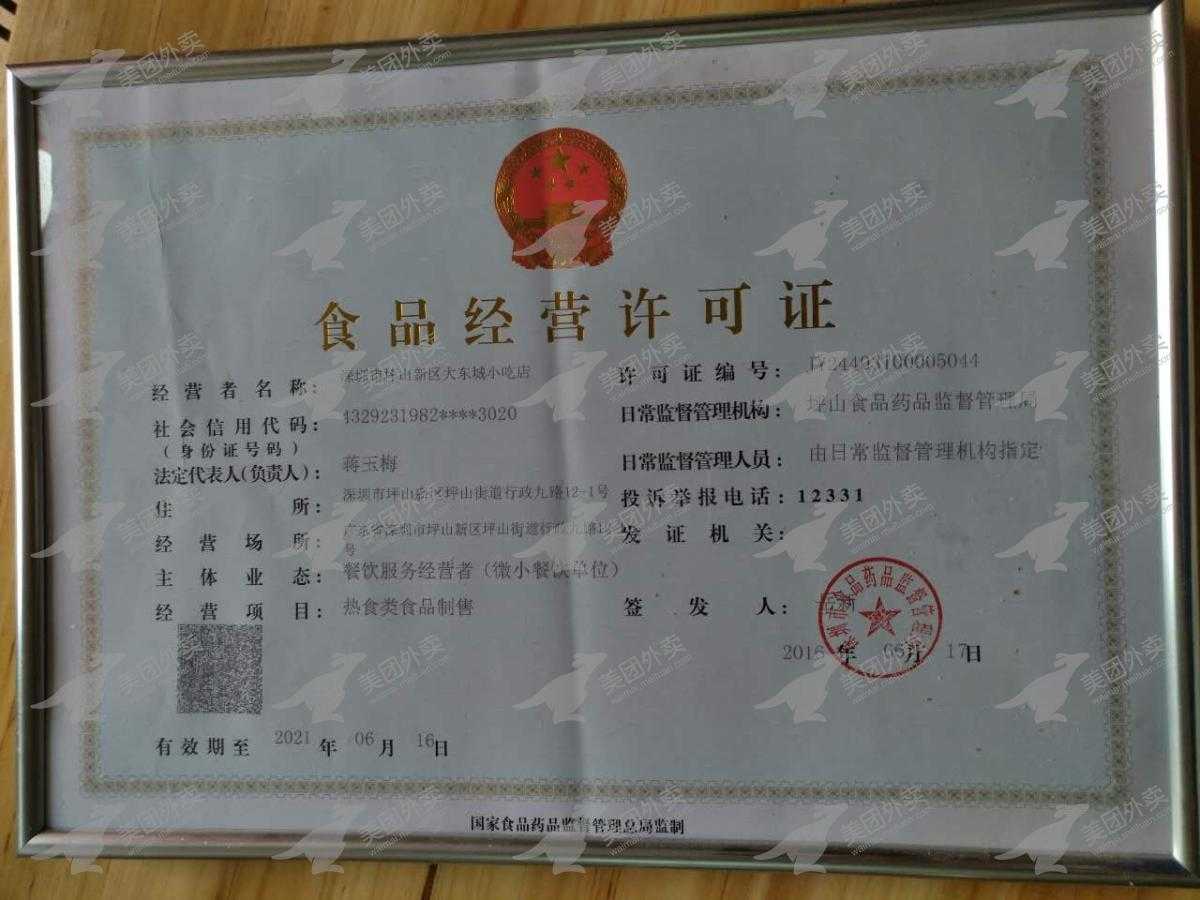 食品经营许可证
经营者名称: 深圳市坪山新区大东城小吃店
社会信用代码: 4329231982****3020
(身份证号码)
法定代表人(负责人): 蒋玉梅
住所: 深圳市坪山新区坪山街道行政九路12-1号
经营场所: 广东省深圳市坪山新区坪山街道行政九路
号
主体业态: 餐饮服务经营者(微小餐饮单位)
经营项目: 热食类食品制售
许可证编号: JY24403100005044
日常监督管理机构: 坪山食品药品监督管理局
日常监督管理人员: 由日常监督管理机构指定
投诉举报电话: 12331
发证机关:
签发人:
深圳市食品药品监督管理局
2016年06月17日
有效期至 2021年06月16日
国家食品药品监督管理总局监制
美团外卖
waimai.meituan.com